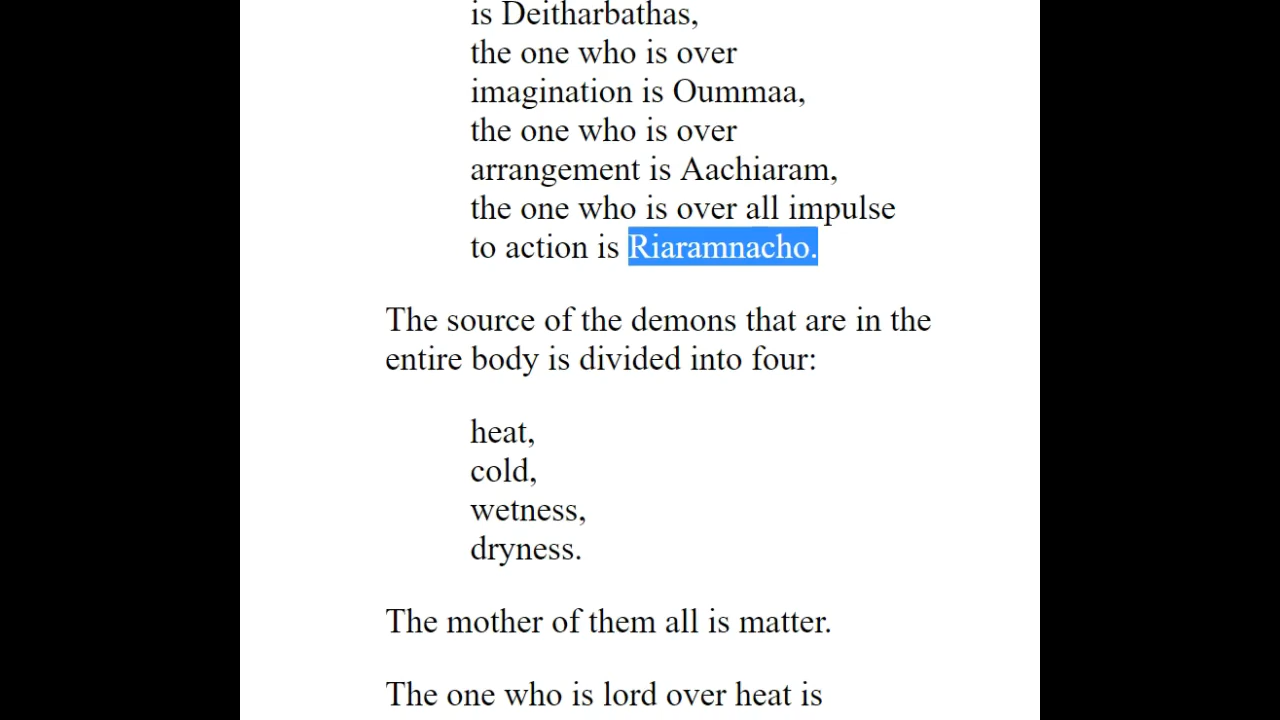 is Deitharbathas,
the one who is over
imagination is Oummaa,
the one who is over
arrangement is Aachiaram,
the one who is over all impulse
to action is Riaramnacho.
The source of the demons that are in the
entire body is divided into four:
heat,
cold,
wetness,
dryness.
The mother of them all is matter.
The one who is lord over heat is